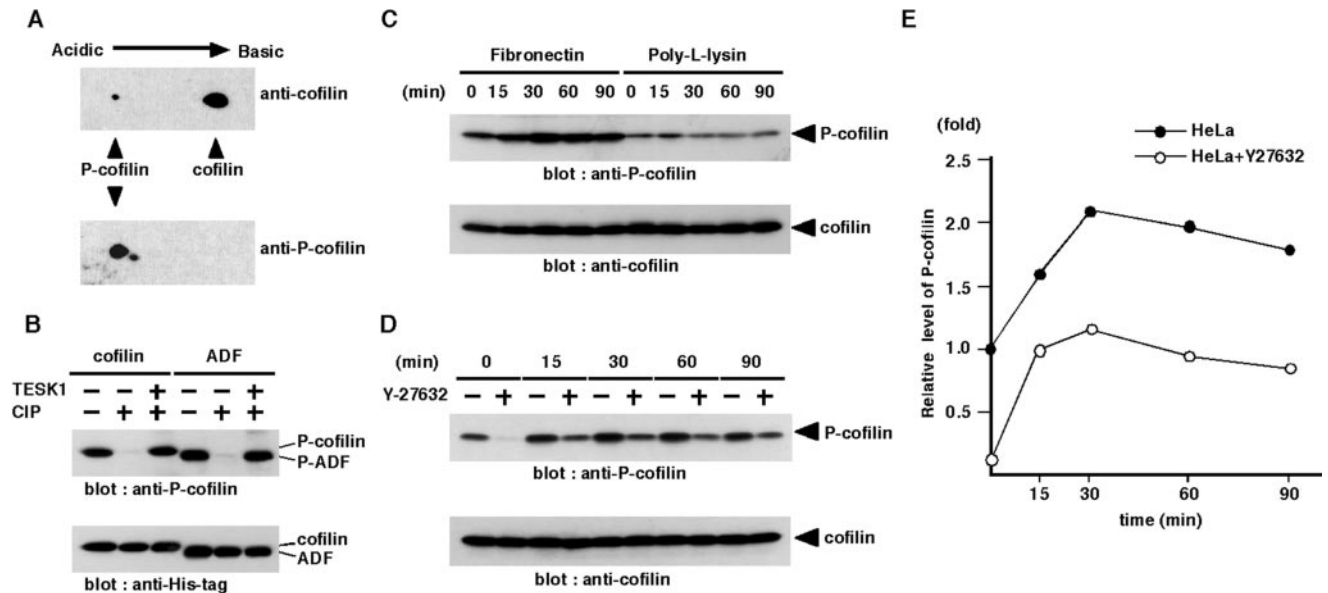 A
Acidic Basic
anti-cofilin
P-cofilin cofilin
anti-P-cofilin
B
cofilin ADF
TESK1 − − + − − +
CIP − + + − + +
P-cofilin
P-ADF
blot : anti-P-cofilin
cofilin
ADF
blot : anti-His-tag
C
Fibronectin Poly-L-lysin
(min) 0 15 30 60 90 0 15 30 60 90
P-cofilin
blot : anti-P-cofilin
cofilin
blot : anti-cofilin
D
(min) 0 15 30 60 90
Y-27632 − + − + − + − + − +
P-cofilin
blot : anti-P-cofilin
cofilin
blot : anti-cofilin
E
(fold)
HeLa
HeLa+Y27632
2.5
2.0
1.5
1.0
0.5
Relative level of P-cofilin
15 30 60 90
time (min)